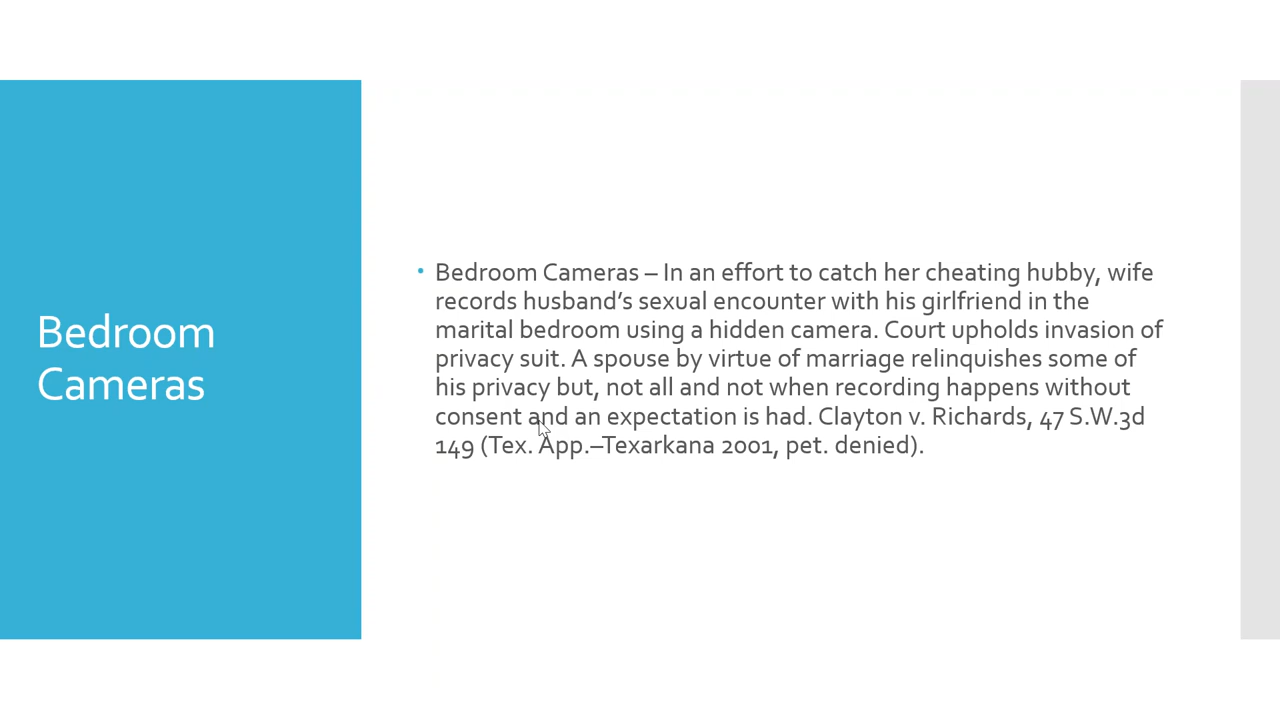 Bedroom
Cameras
• Bedroom Cameras – In an effort to catch her cheating hubby, wife
records husband's sexual encounter with his girlfriend in the
marital bedroom using a hidden camera. Court upholds invasion of
privacy suit. A spouse by virtue of marriage relinquishes some of
his privacy but, not all and not when recording happens without
consent and an expectation is had. Clayton v. Richards, 47 S.W.3d
149 (Tex. App.–Texarkana 2001, pet. denied).